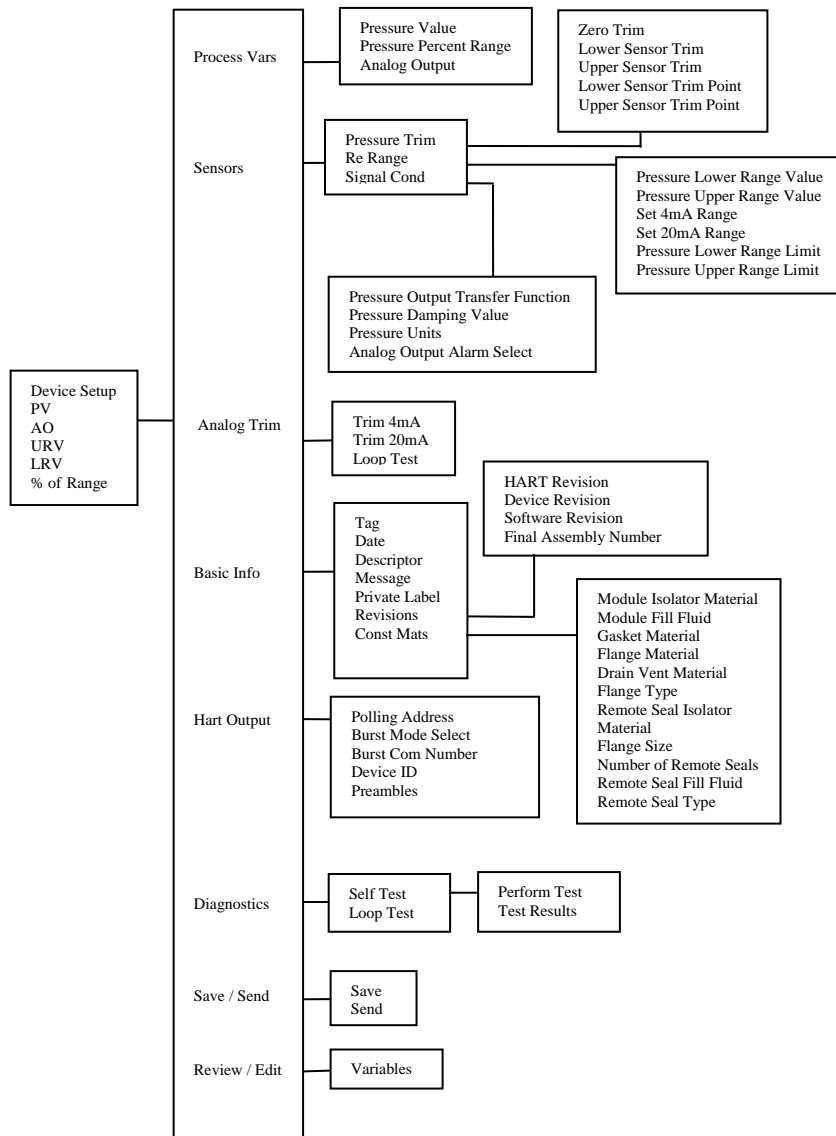 Process Vars
Pressure Value
Pressure Percent Range
Analog Output
Zero Trim
Lower Sensor Trim
Upper Sensor Trim
Lower Sensor Trim Point
Upper Sensor Trim Point
Sensors
Pressure Trim
Re Range
Signal Cond
Pressure Lower Range Value
Pressure Upper Range Value
Set 4mA Range
Set 20mA Range
Pressure Lower Range Limit
Pressure Upper Range Limit
Pressure Output Transfer Function
Pressure Damping Value
Pressure Units
Analog Output Alarm Select
Device Setup
PV
AO
URV
LRV
% of Range
Analog Trim
Trim 4mA
Trim 20mA
Loop Test
Basic Info
Tag
Date
Descriptor
Message
Private Label
Revisions
Const Mats
HART Revision
Device Revision
Software Revision
Final Assembly Number
Module Isolator Material
Module Fill Fluid
Gasket Material
Flange Material
Drain Vent Material
Flange Type
Remote Seal Isolator
Material
Flange Size
Number of Remote Seals
Remote Seal Fill Fluid
Remote Seal Type
Hart Output
Polling Address
Burst Mode Select
Burst Com Number
Device ID
Preambles
Diagnostics
Self Test
Loop Test
Perform Test
Test Results
Save / Send
Save
Send
Review / Edit
Variables